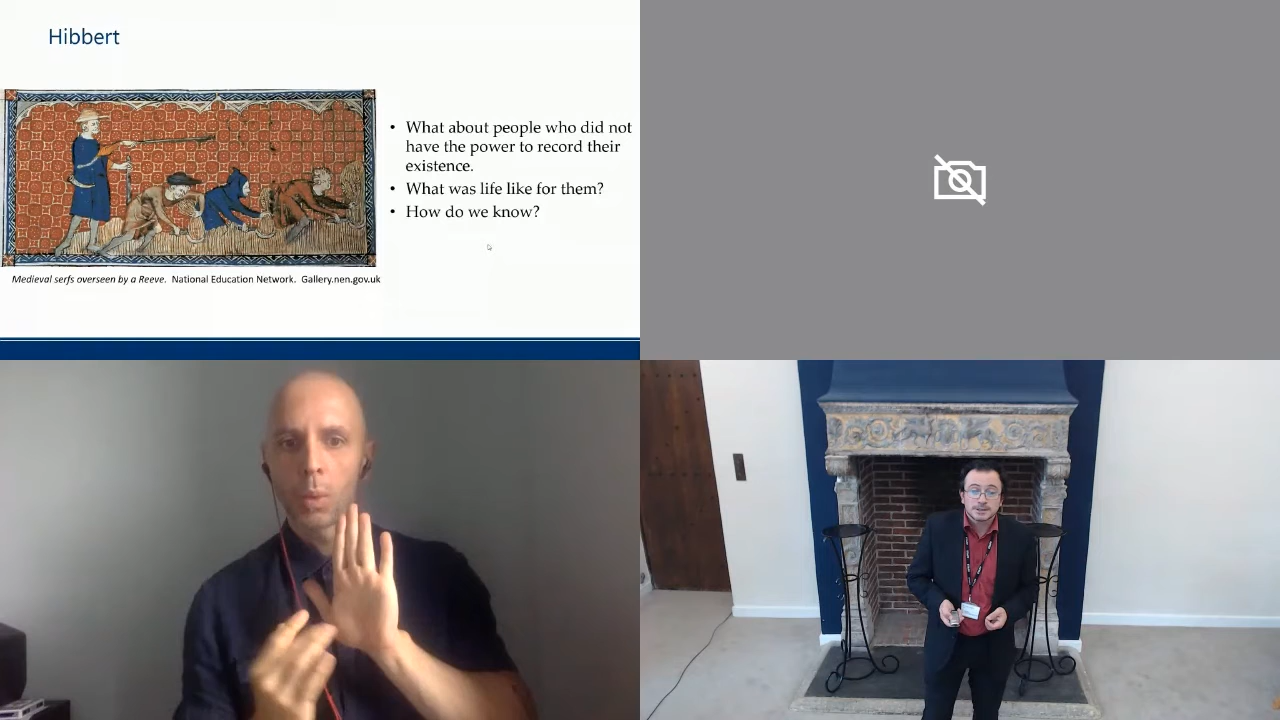 Hibbert
• What about people who did not
have the power to record their
existence.
• What was life like for them?
• How do we know?
Medieval serfs overseen by a Reeve. National Education Network. Gallery.nen.gov.uk